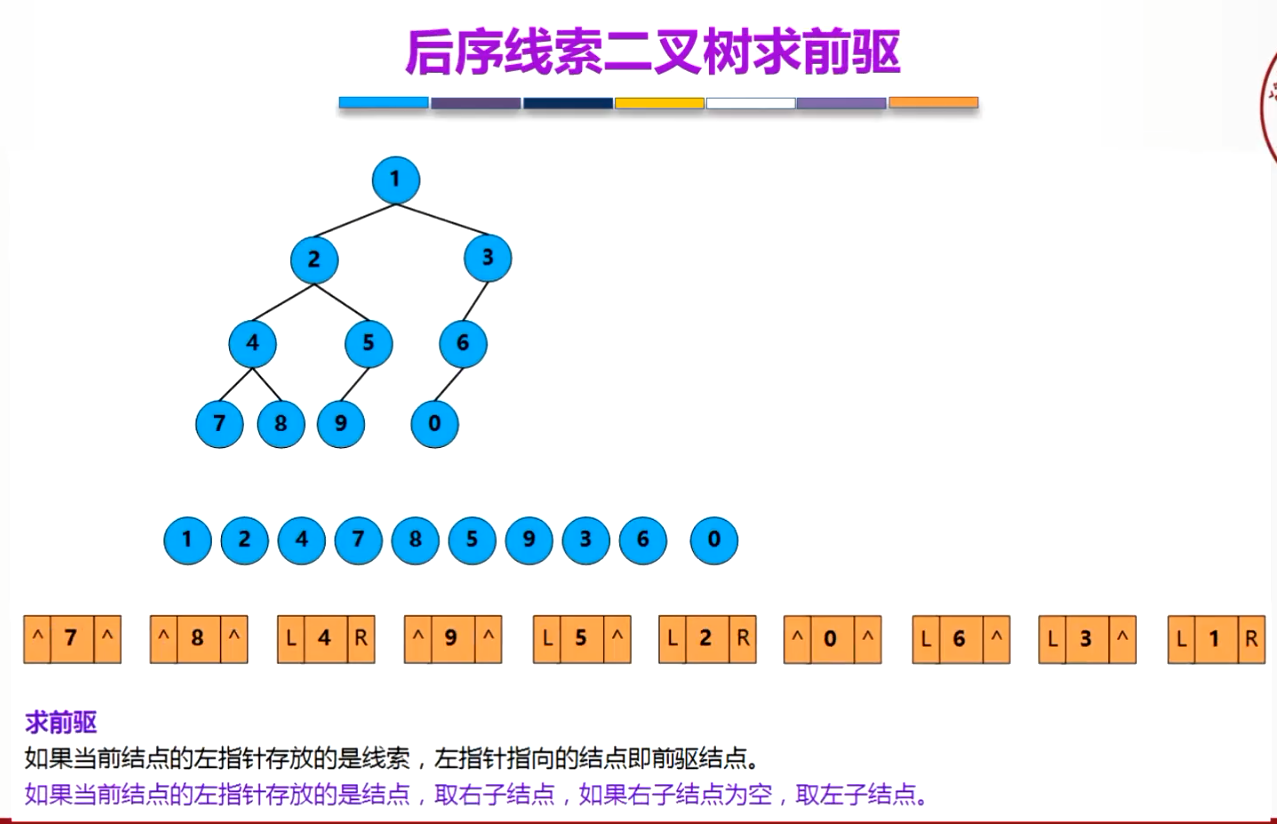 后序线索二叉树求前驱
1
2 3
4 5 6
7 8 9 0
1 2 4 7 8 5 9 3 6 0
^ 7 ^ ^ 8 ^ L 4 R ^ 9 ^ L 5 ^ L 2 R ^ 0 ^ L 6 ^ L 3 ^ L 1 R
求前驱
如果当前结点的左指针存放的是线索，左指针指向的结点即前驱结点。
如果当前结点的左指针存放的是结点，取右子结点，如果右子结点为空，取左子结点。